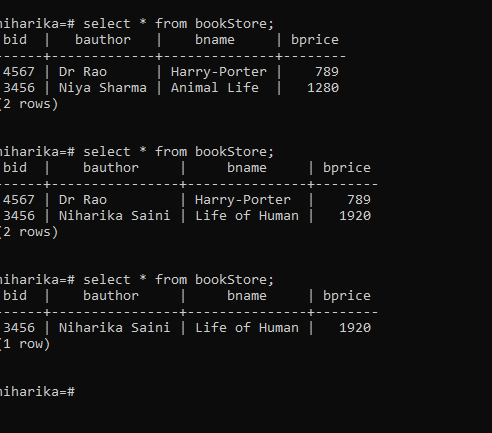 niharika=# select * from bookStore;
bid | bauthor | bname | bprice
------+-------------+--------------+--------
4567 | Dr Rao | Harry-Porter | 789
3456 | Niya Sharma | Animal Life | 1280
(2 rows)
niharika=# select * from bookStore;
bid | bauthor | bname | bprice
------+----------------+---------------+--------
4567 | Dr Rao | Harry-Porter | 789
3456 | Niharika Saini | Life of Human | 1920
(2 rows)
niharika=# select * from bookStore;
bid | bauthor | bname | bprice
------+----------------+---------------+--------
3456 | Niharika Saini | Life of Human | 1920
(1 row)
niharika=#